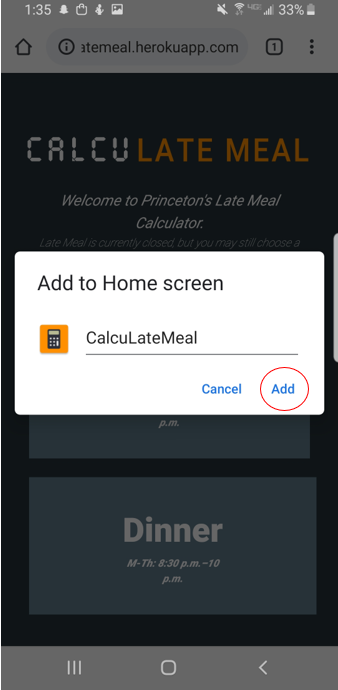 1:35
33%
atemeal.herokuapp.com
1
CALCULATE MEAL
Welcome to Princeton's Late Meal
Calculator.
Late Meal is currently closed, but you may still choose a
Add to Home screen
CalcuLateMeal
Cancel Add
p.m.
Dinner
M-Th: 8:30 p.m.–10
p.m.